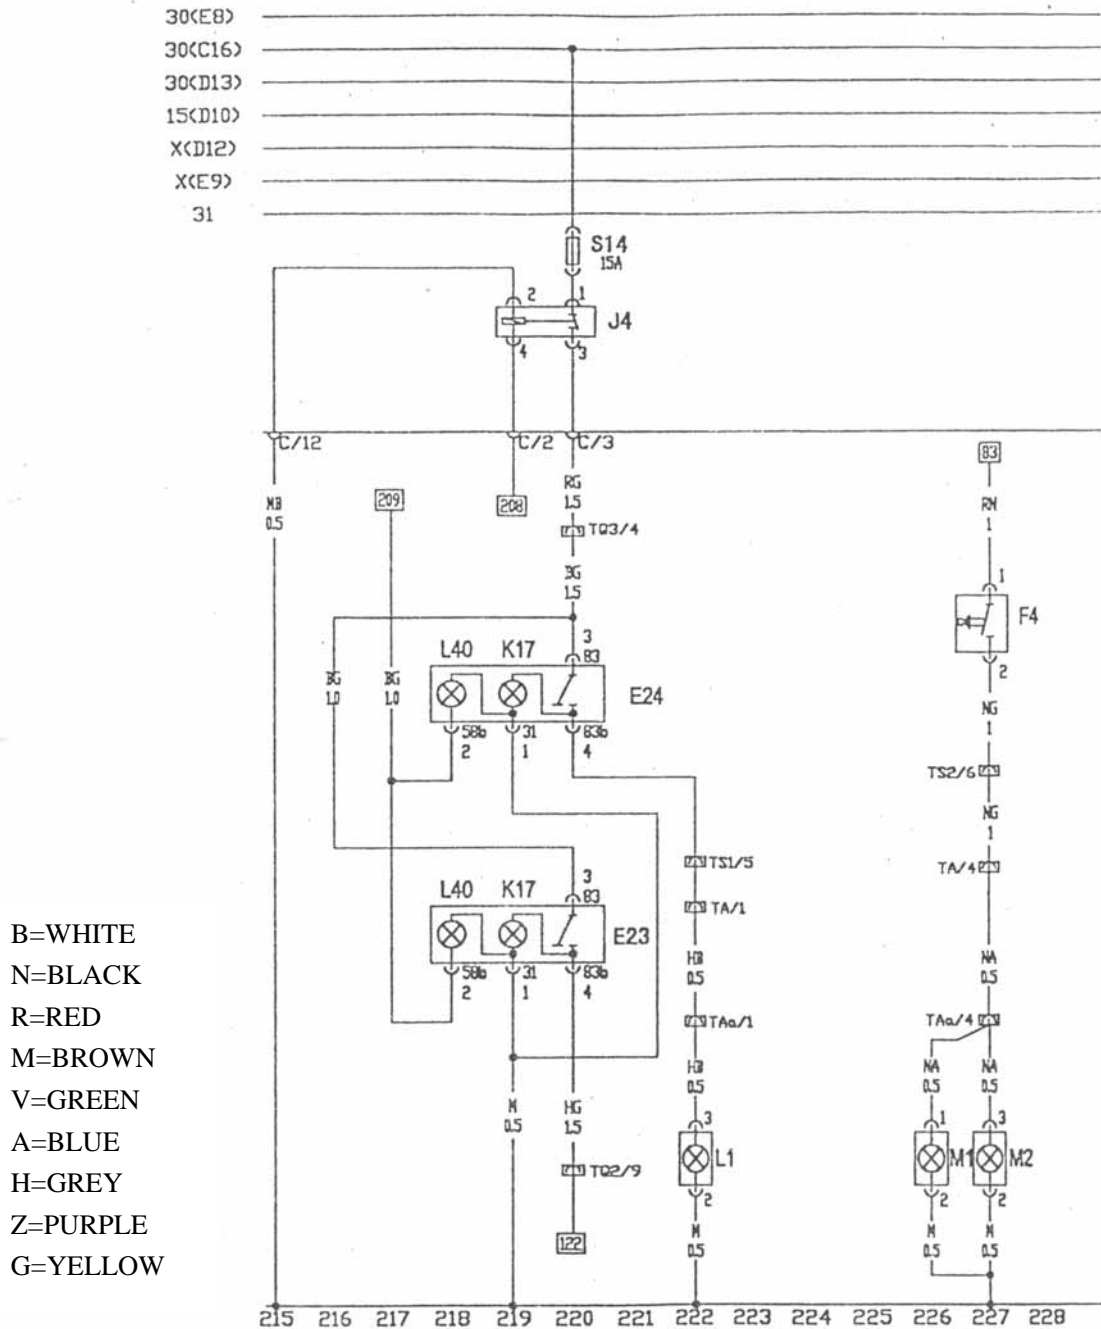 30(E8)
30(C16)
30(D13)
15(D10)
X(D12)
X(E9)
31
S14
15A
2 1
J4
4 3
C/12 C/2 C/3
83
RG
1.5
209 208
MB
0.5
RN
1
TQ3/4
BG
1.5
1
F4
3
83
2
L40 K17
BG
1.0
BG
1.0
E24
NG
1
58b 31 83b
2 1 4
TS2/6
NG
1
TS1/5
TA/4
3
83
L40 K17
TA/1
E23
B=WHITE
HB
0.5
NA
0.5
58b 31 83b
2 1 4
N=BLACK
R=RED
TAa/1
TAa/4
M=BROWN
HB
0.5
NA
0.5
NA
0.5
V=GREEN
M
0.5
HG
1.5
3 1 3
A=BLUE
L1 M1 M2
TQ2/9
H=GREY
2 2 2
Z=PURPLE
122
M
0.5
M
0.5
M
0.5
G=YELLOW
215 216 217 218 219 220 221 222 223 224 225 226 227 228